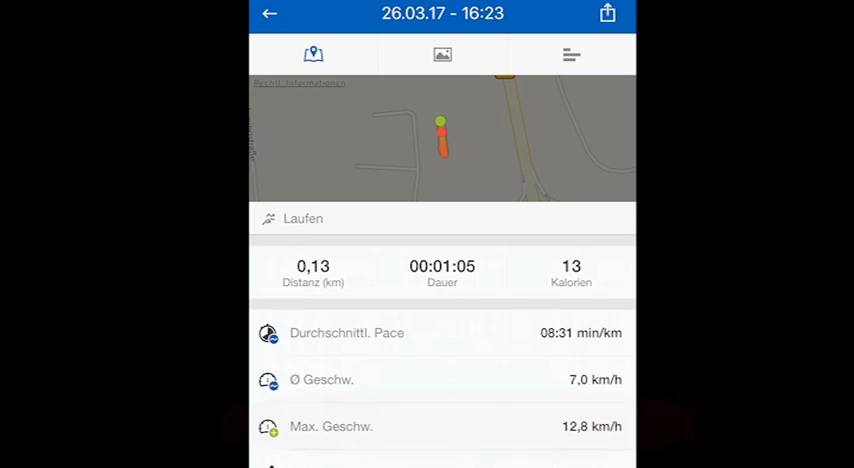 26.03.17 - 16:23
Rechtl. Informationen
Laufen
0,13 00:01:05 13
Distanz (km) Dauer Kalorien
Durchschnittl. Pace 08:31 min/km
Ø Geschw. 7,0 km/h
Max. Geschw. 12,8 km/h